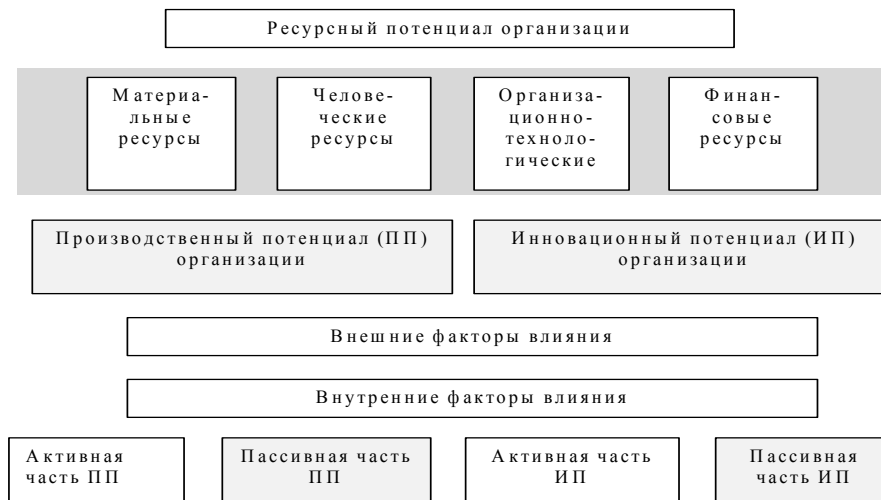 Ресурсный потенциал организации
Материа-
льные
ресурсы
Челове-
ческие
ресурсы
Организа-
ционно-
техноло-
гические
Финан-
совые
ресурсы
Производственный потенциал (ПП)
организации
Инновационный потенциал (ИП)
организации
Внешние факторы влияния
Внутренние факторы влияния
Активная
часть ПП
Пассивная часть
ПП
Активная часть
ИП
Пассивная
часть ИП